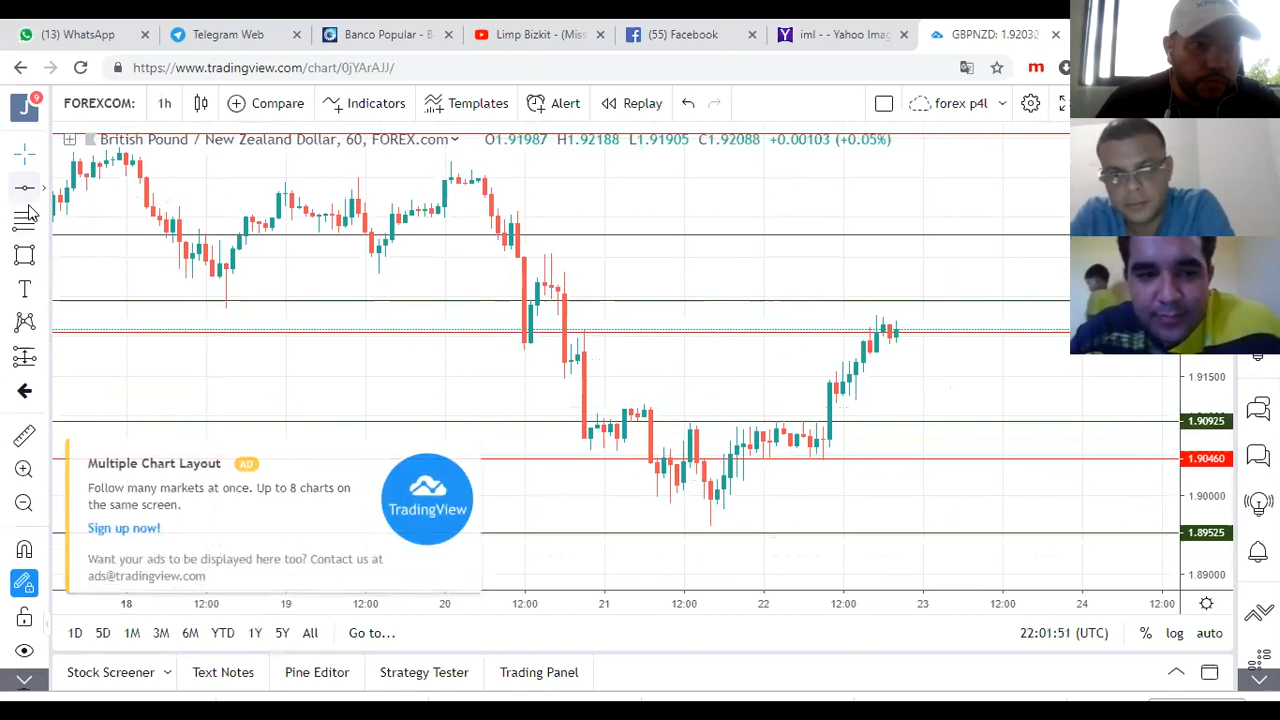 (13) WhatsApp
Telegram Web
Banco Popular - B
Limp Bizkit - (Miss
(55) Facebook
iml - - Yahoo Imag
GBPNZD: 1.9203
https://www.tradingview.com/chart/0jYArAJJ/
J
9
FOREXCOM:
1h
Compare
Indicators
Templates
Alert
Replay
forex p4l
British Pound / New Zealand Dollar, 60, FOREX.com
O1.91987 H1.92188 L1.91905 C1.92088 +0.00103 (+0.05%)
1.91500
1.90925
1.90460
1.90000
1.89525
1.89000
Multiple Chart Layout
AD
Follow many markets at once. Up to 8 charts on
the same screen.
Sign up now!
Want your ads to be displayed here too? Contact us at
ads@tradingview.com
TradingView
18 12:00 19 12:00 20 12:00 21 12:00 22 12:00 23 12:00 24 12:00
1D 5D 1M 3M 6M YTD 1Y 5Y All
Go to...
22:01:51 (UTC)
% log auto
Stock Screener
Text Notes
Pine Editor
Strategy Tester
Trading Panel